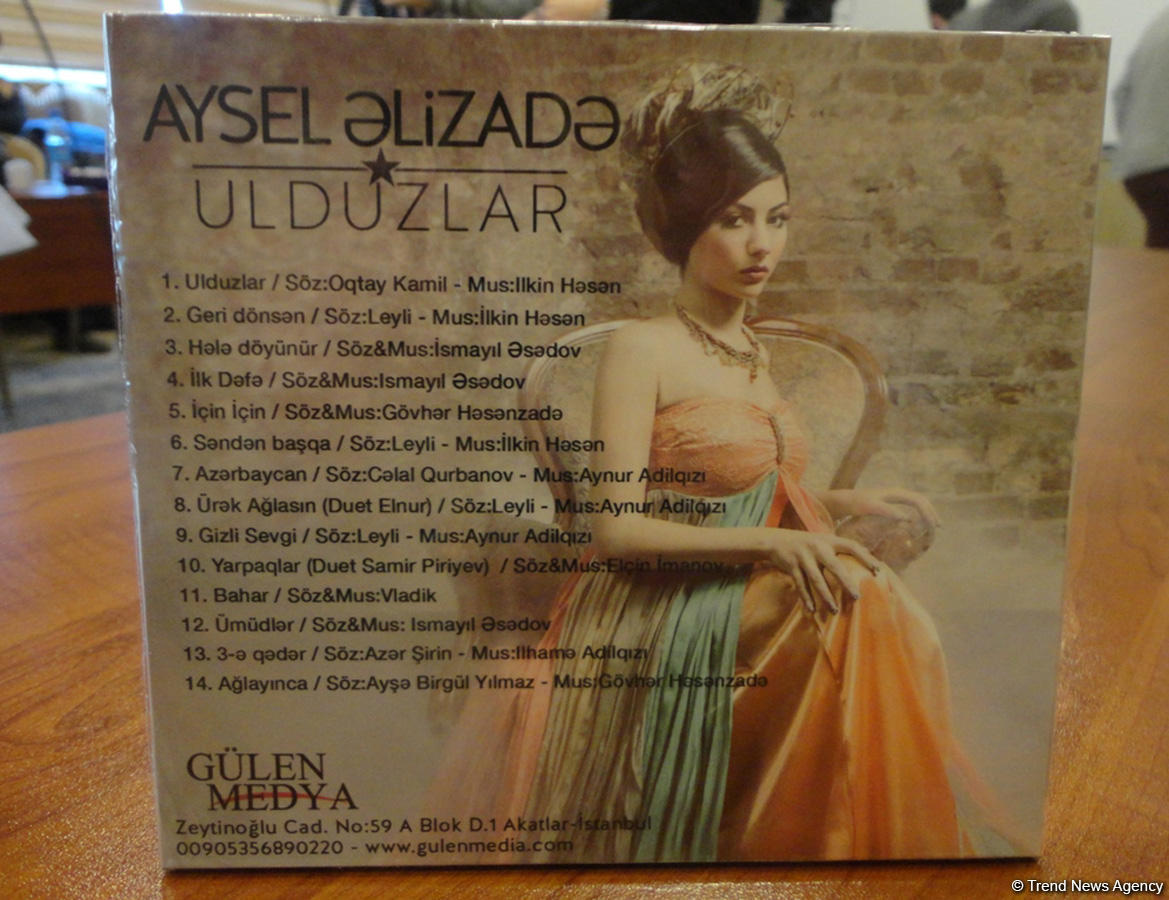 AYSEL ƏLiZADƏ
ULDUZLAR
1. Ulduzlar / Söz:Oqtay Kamil - Mus:Ilkin Həsən
2. Geri dönsən / Söz:Leyli - Mus:İlkin Həsən
3. Hələ döyünür / Söz&Mus:İsmayıl Əsədov
4. İlk Dəfə / Söz&Mus:Ismayıl Əsədov
5. İçin İçin / Söz&Mus:Gövhər Həsənzadə
6. Səndən başqa / Söz:Leyli - Mus:İlkin Həsən
7. Azərbaycan / Söz:Cəlal Qurbanov - Mus:Aynur Adilqızı
8. Ürək Ağlasın (Duet Elnur) / Söz:Leyli - Mus:Aynur Adilqızı
9. Gizli Sevgi / Söz:Leyli - Mus:Aynur Adilqızı
10. Yarpaqlar (Duet Samir Piriyev) / Söz&Mus:Elçin İmanov
11. Bahar / Söz&Mus:Vladik
12. Ümüdlər / Söz&Mus: Ismayıl Əsədov
13. 3-ə qədər / Söz:Azər Şirin - Mus:Ilhamə Adilqızı
14. Ağlayınca / Söz:Ayşə Birgül Yılmaz - Mus:Gövhər Həsənzadə
GÜLEN
MEDYA
Zeytinoğlu Cad. No:59 A Blok D.1 Akatlar-İstanbul
00905356890220 - www.gulenmedia.com
© Trend News Agency